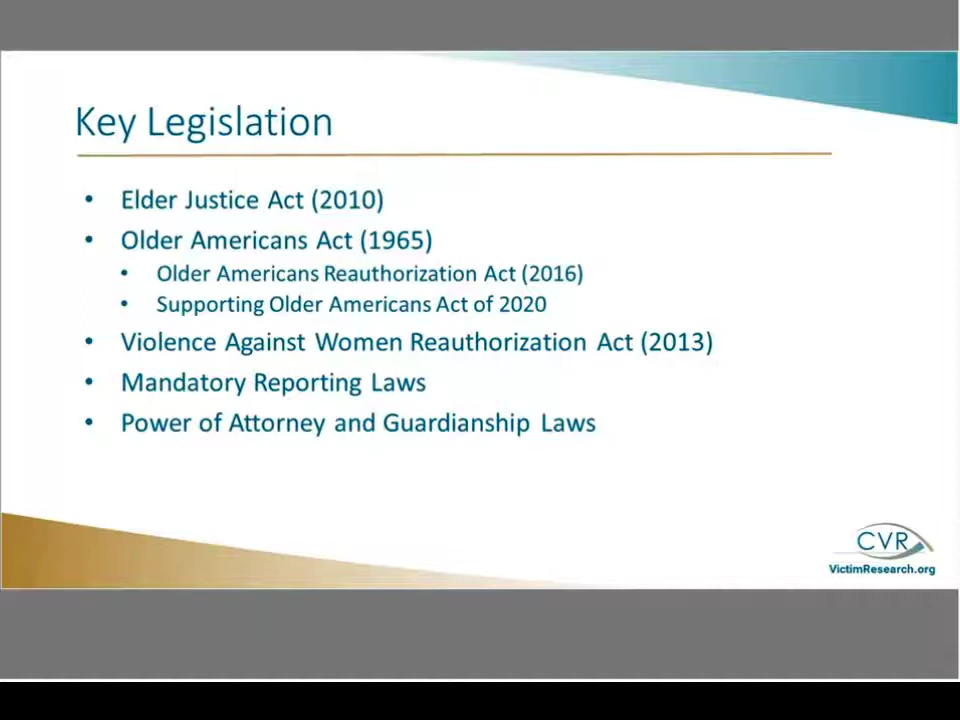 Key Legislation
• Elder Justice Act (2010)
• Older Americans Act (1965)
• Older Americans Reauthorization Act (2016)
• Supporting Older Americans Act of 2020
• Violence Against Women Reauthorization Act (2013)
• Mandatory Reporting Laws
• Power of Attorney and Guardianship Laws
CVR
VictimResearch.org